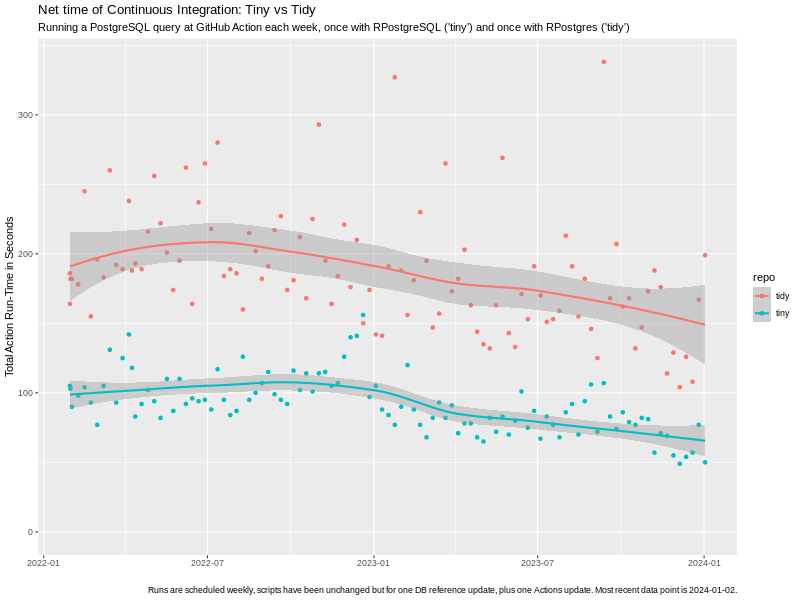 Net time of Continuous Integration: Tiny vs Tidy
Running a PostgreSQL query at GitHub Action each week, once with RPostgreSQL ('tiny') and once with RPostgres ('tidy')
Total Action Run-Time in Seconds
300
200
100
0
2022-01
2022-07
2023-01
2023-07
2024-01
repo
tidy
tiny
Runs are scheduled weekly, scripts have been unchanged but for one DB reference update, plus one Actions update. Most recent data point is 2024-01-02.